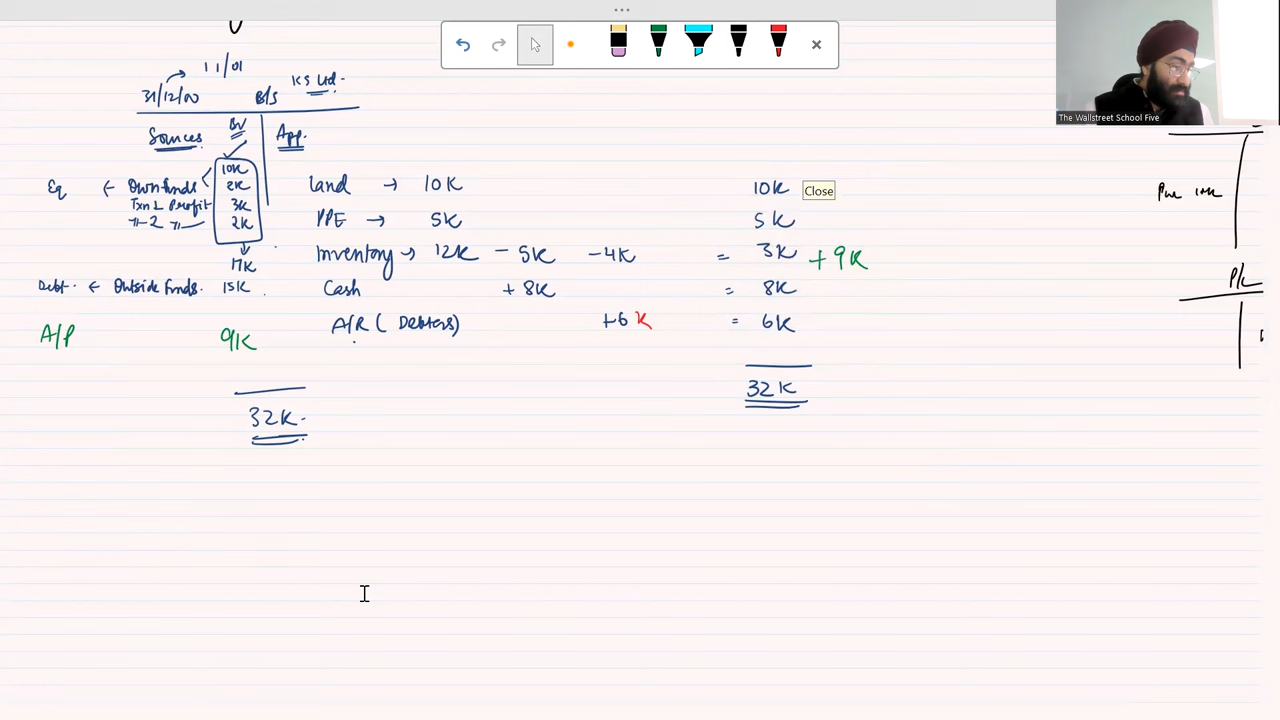 11/01
31/12/00 B/S KS Ltd.
Sources BV App.
10K
Eq ← Own funds 2K Land → 10K 10K Close
Txn 1 Profit 3K
" 2 " 2K PPE → 5K 5K
17K Inventory → 12K - 5K - 4K = 3K + 9K
Debt ← Outside funds. 15K Cash + 8K = 8K
A/P 9K A/R (Debtors) +6K = 6K
32K
32K.
The Wallstreet School Five
Pur 10K
P/L